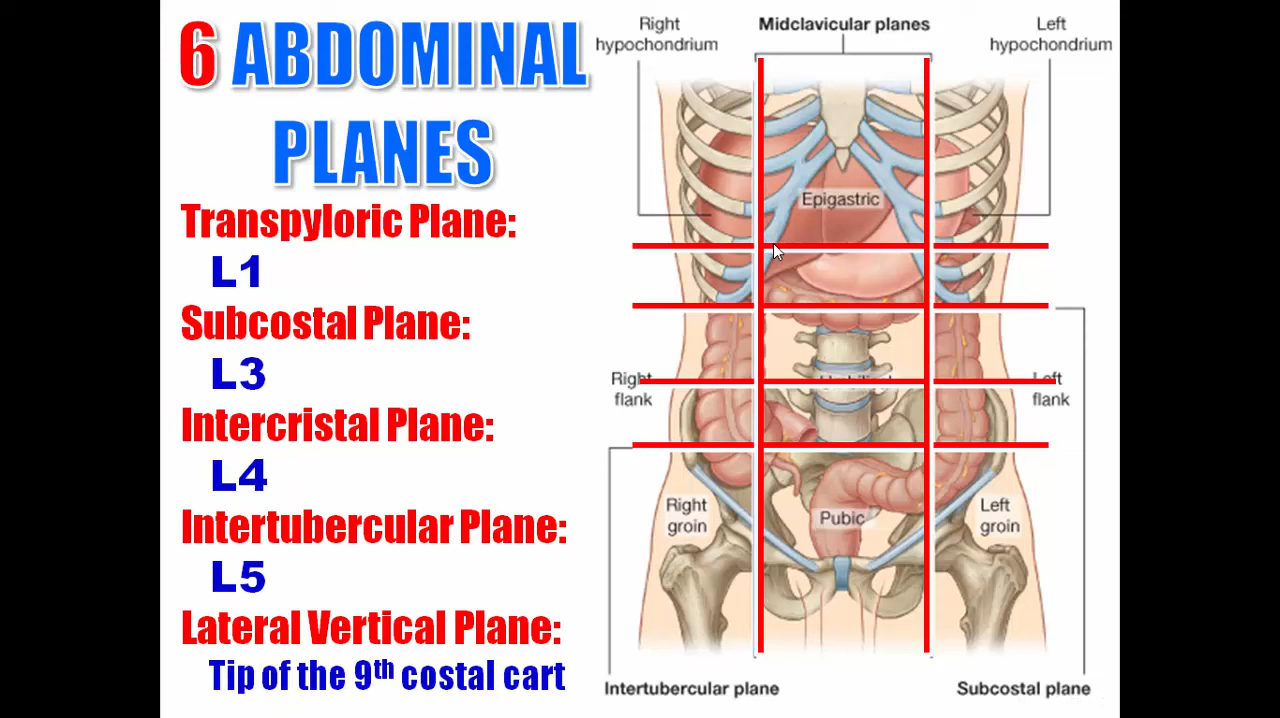 6 ABDOMINAL
PLANES
Transpyloric Plane:
L1
Subcostal Plane:
L3
Intercristal Plane:
L4
Intertubercular Plane:
L5
Lateral Vertical Plane:
Tip of the 9th costal cart
Right
hypochondrium
Midclavicular planes
Left
hypochondrium
Epigastric
Right
flank
Left
flank
Right
groin
Pubic
Left
groin
Intertubercular plane
Subcostal plane